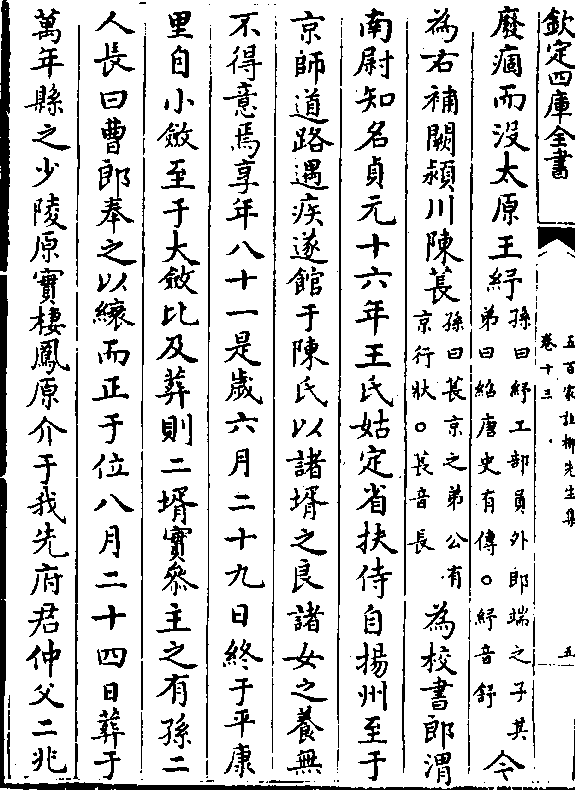 欽定四庫全書
五百家註柳先生集
卷十三
五
廢痼而沒太原王紓孫曰紓工部員外郎端之子其弟曰紹唐史有傳○紓音舒今
為右補闕潁川陳萇孫曰萇京之弟公有京行狀○萇音長為校書郎渭
南尉知名貞元十六年王氏姑定省扶侍自揚州至于
京師道路遇疾遂館于陳氏以諸壻之良諸女之養無
不得意焉享年八十一是歲六月二十九日終于平康
里自小斂至于大斂比及葬則二壻實叅主之有孫二
人長曰曹郎奉之以縗而正于位八月二十四日葬于
萬年縣之少陵原實棲鳳原介于我先府君仲父二兆